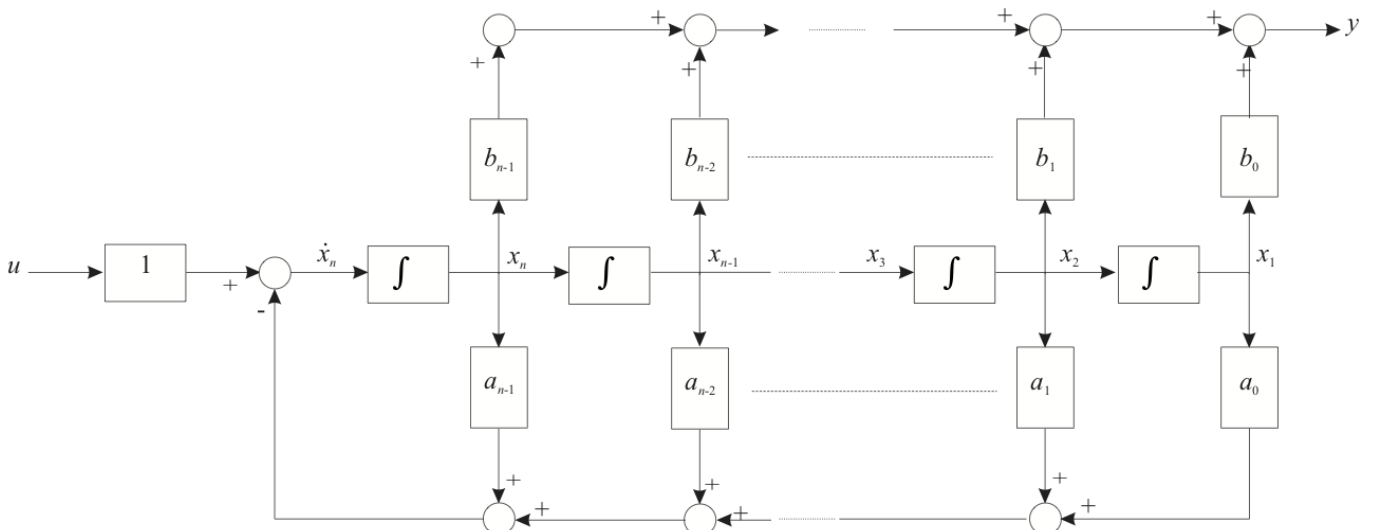 + + + + y
+ + + +
b_{n-1} b_{n-2} b_1 b_0
u 1 + - ẋ_n ∫ x_n ∫ x_{n-1} x_3 ∫ x_2 ∫ x_1
a_{n-1} a_{n-2} a_1 a_0
+ + +
+ + +